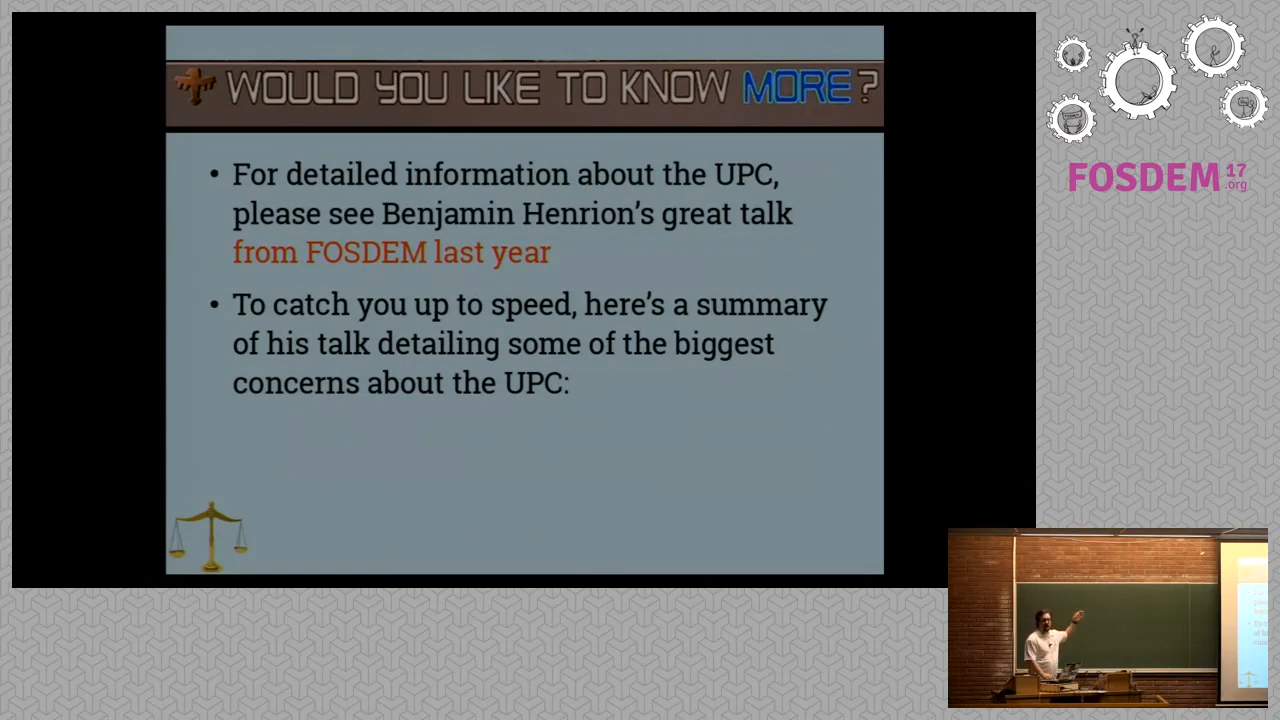 WOULD YOU LIKE TO KNOW MORE?
• For detailed information about the UPC,
please see Benjamin Henrion’s great talk
from FOSDEM last year
• To catch you up to speed, here’s a summary
of his talk detailing some of the biggest
concerns about the UPC:
FOSDEM 17
.org